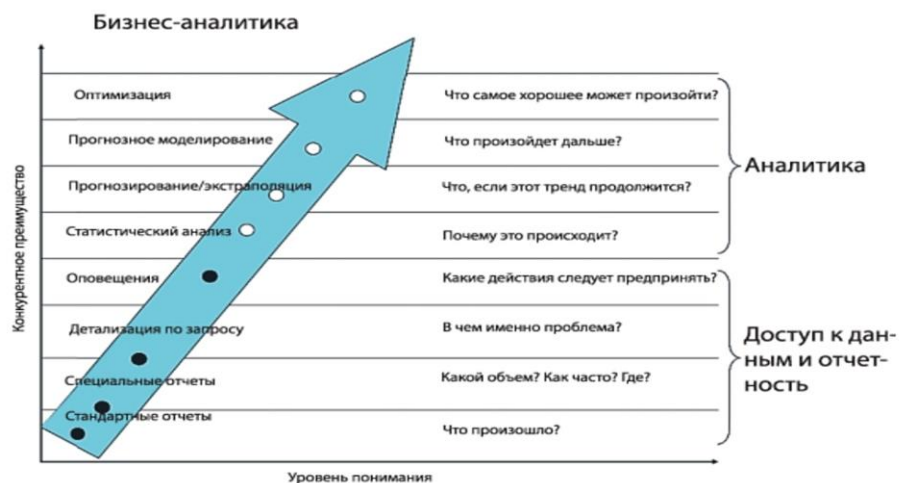 Бизнес-аналитика
Конкурентное преимущество
Оптимизация
Что самое хорошее может произойти?
Прогнозное моделирование
Что произойдет дальше?
Прогнозирование/экстраполяция
Что, если этот тренд продолжится?
Статистический анализ
Почему это происходит?
Аналитика
Оповещения
Какие действия следует предпринять?
Детализация по запросу
В чем именно проблема?
Специальные отчеты
Какой объем? Как часто? Где?
Стандартные отчеты
Что произошло?
Доступ к дан-
ным и отчет-
ность
Уровень понимания